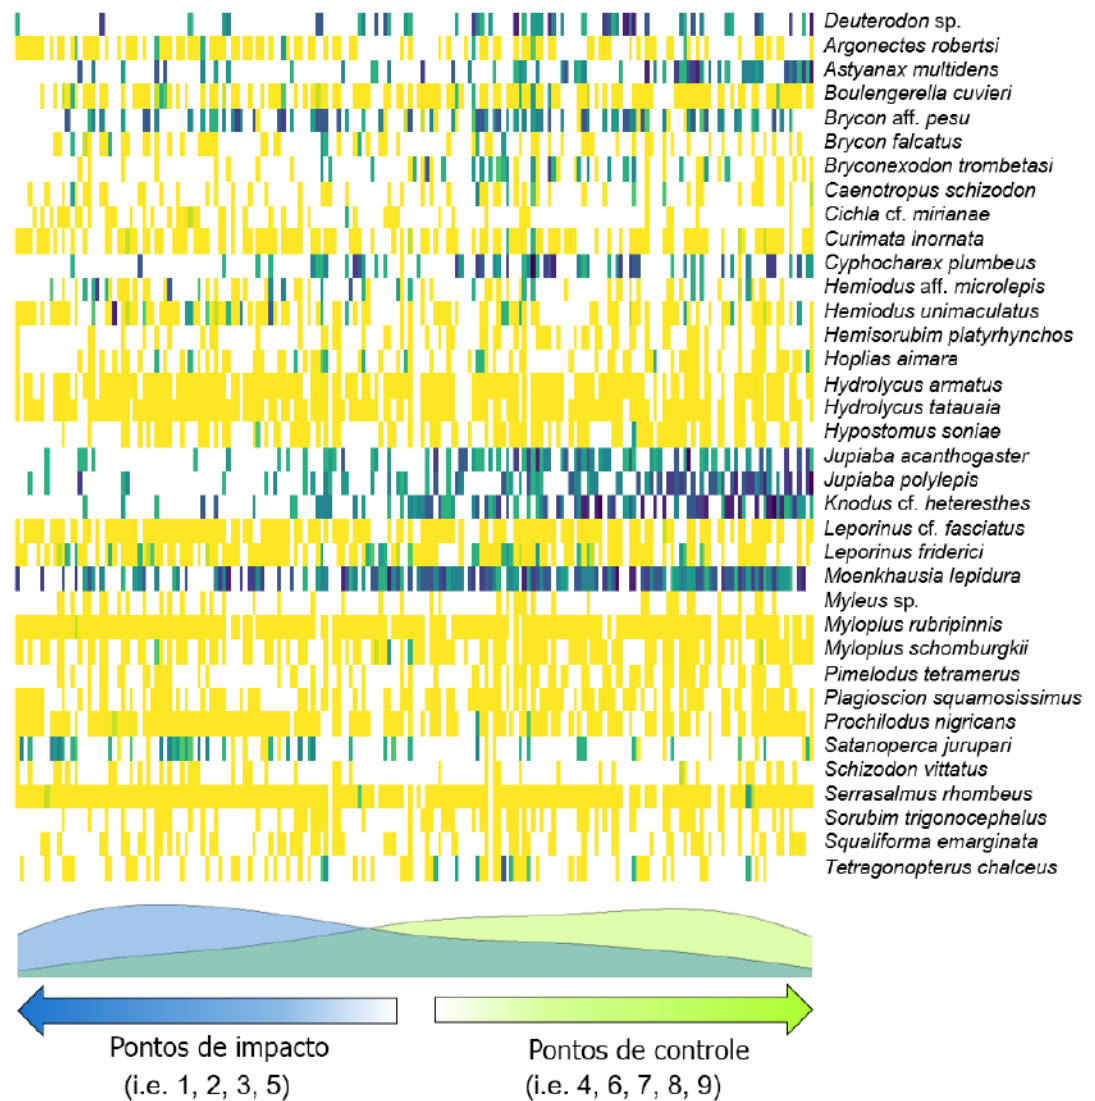 Deuterodon sp.
Argonectes robertsi
Astyanax multidens
Boulengerella cuvieri
Brycon aff. pesu
Brycon falcatus
Bryconexodon trombetasi
Caenotropus schizodon
Cichla cf. mirianae
Curimata inornata
Cyphocharax plumbeus
Hemiodus aff. microlepis
Hemiodus unimaculatus
Hemisorubim platyrhynchos
Hoplias aimara
Hydrolycus armatus
Hydrolycus tatauaia
Hypostomus soniae
Jupiaba acanthogaster
Jupiaba polylepis
Knodus cf. heteresthes
Leporinus cf. fasciatus
Leporinus friderici
Moenkhausia lepidura
Myleus sp.
Myloplus rubripinnis
Myloplus schomburgkii
Pimelodus tetramerus
Plagioscion squamosissimus
Prochilodus nigricans
Satanoperca jurupari
Schizodon vittatus
Serrasalmus rhombeus
Sorubim trigonocephalus
Squaliforma emarginata
Tetragonopterus chalceus
Pontos de impacto
(i.e. 1, 2, 3, 5)
Pontos de controle
(i.e. 4, 6, 7, 8, 9)